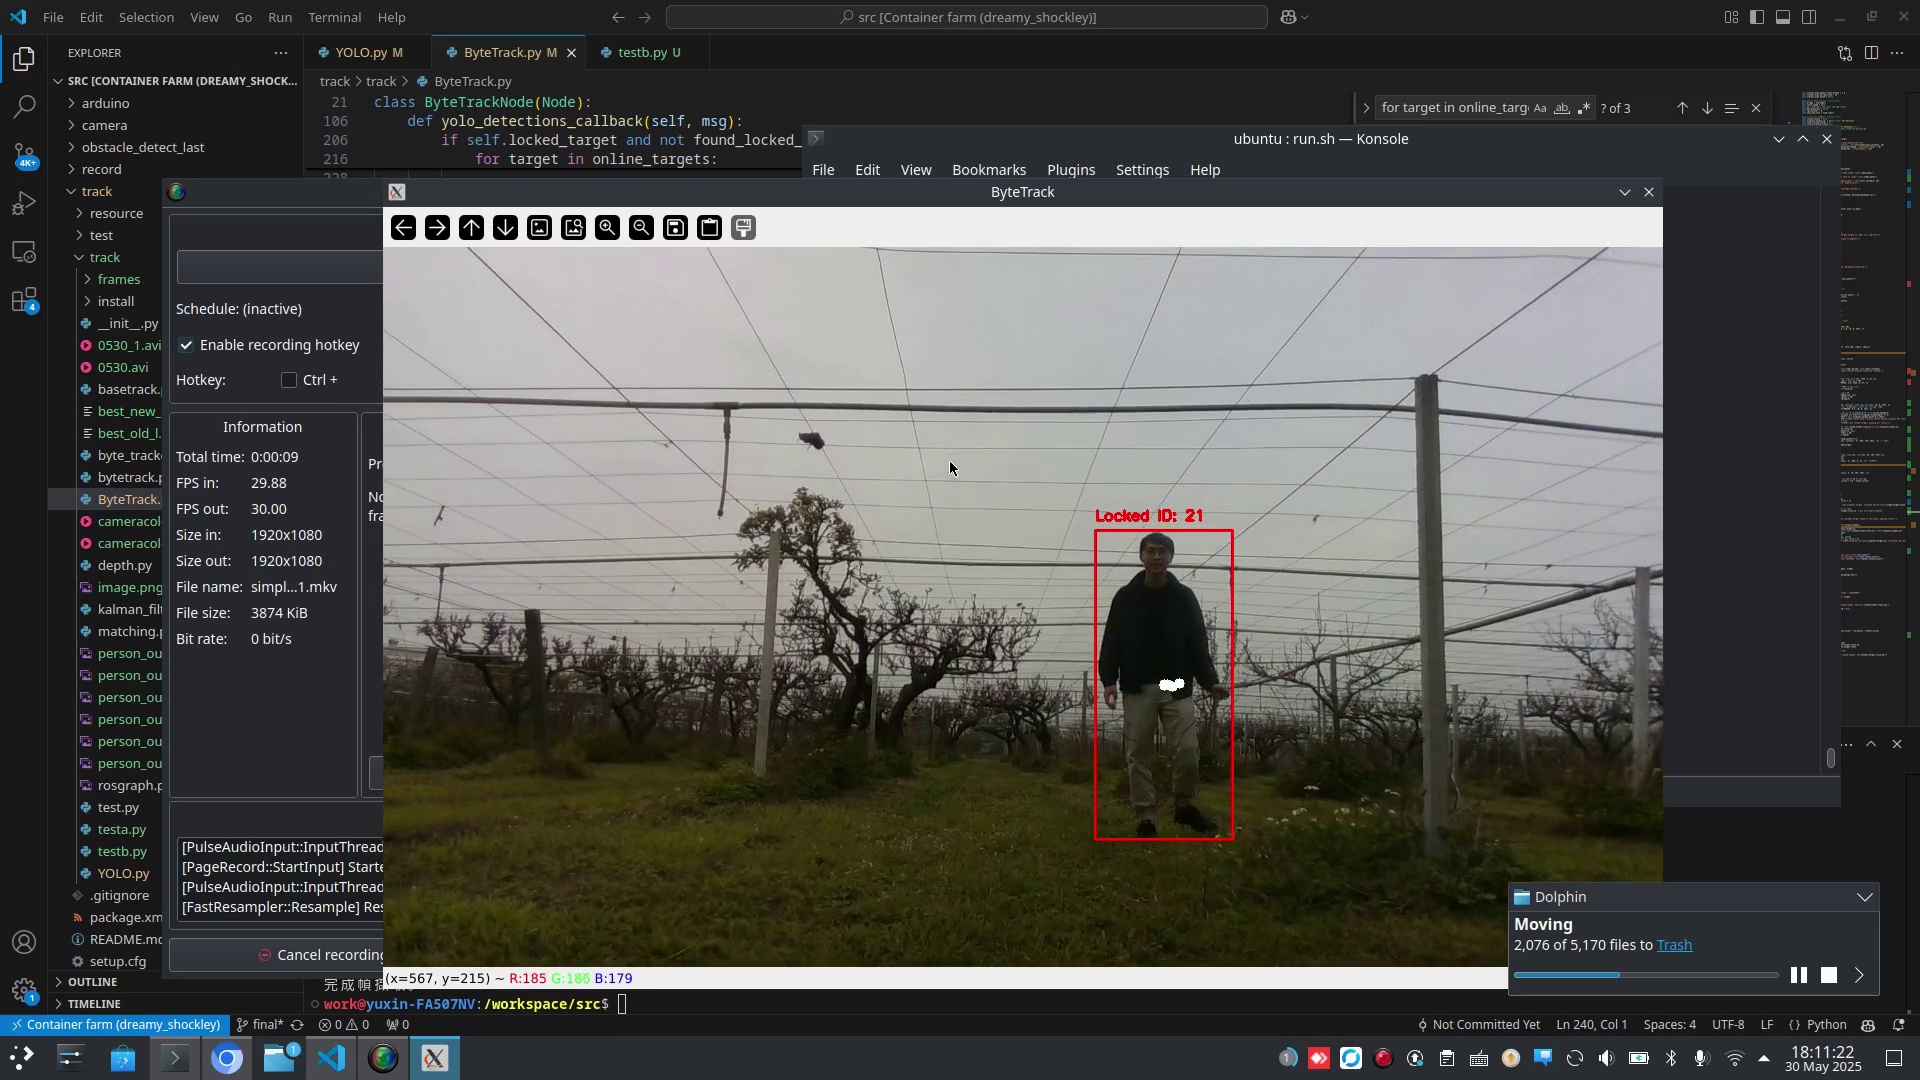 File Edit Selection View Go Run Terminal Help
src [Container farm (dreamy_shockley)]
EXPLORER
YOLO.py M
ByteTrack.py M
testb.py U
SRC [CONTAINER FARM (DREAMY_SHOCK...
track > track > ByteTrack.py
arduino
camera
obstacle_detect_last
record
track
resource
test
track
frames
install
__init__.py
0530_1.avi
0530.avi
basetrack.
best_new_
best_old_l.
byte_track
bytetrack.p
ByteTrack.
cameracol
cameracol
depth.py
image.png
kalman_filt
matching.p
person_ou
person_ou
person_ou
person_ou
person_ou
person_ou
rosgraph.p
test.py
testa.py
testb.py
YOLO.py
.gitignore
package.xm
README.md
setup.cfg
OUTLINE
TIMELINE
4K+
4
1
21 class ByteTrackNode(Node):
106 def yolo_detections_callback(self, msg):
206 if self.locked_target and not found_locked_
216 for target in online_targets:
for target in online_targ Aa ab ? of 3
ubuntu : run.sh — Konsole
File Edit View Bookmarks Plugins Settings Help
ByteTrack
Schedule: (inactive)
Enable recording hotkey
Hotkey: Ctrl +
Information
Total time: 0:00:09
FPS in: 29.88
FPS out: 30.00
Size in: 1920x1080
Size out: 1920x1080
File name: simpl...1.mkv
File size: 3874 KiB
Bit rate: 0 bit/s
Pr
No
fra
[PulseAudioInput::InputThread
[PageRecord::StartInput] Starte
[PulseAudioInput::InputThread
[FastResampler::Resample] Res
Cancel recording
Locked ID: 21
(x=567, y=215) ~ R:185 G:186 B:179
Dolphin
Moving
2,076 of 5,170 files to Trash
work@yuxin-FA507NV:/workspace/src$
Container farm (dreamy_shockley) final* 0 0 0
Not Committed Yet Ln 240, Col 1 Spaces: 4 UTF-8 LF {} Python
1
1
18:11:22
30 May 2025